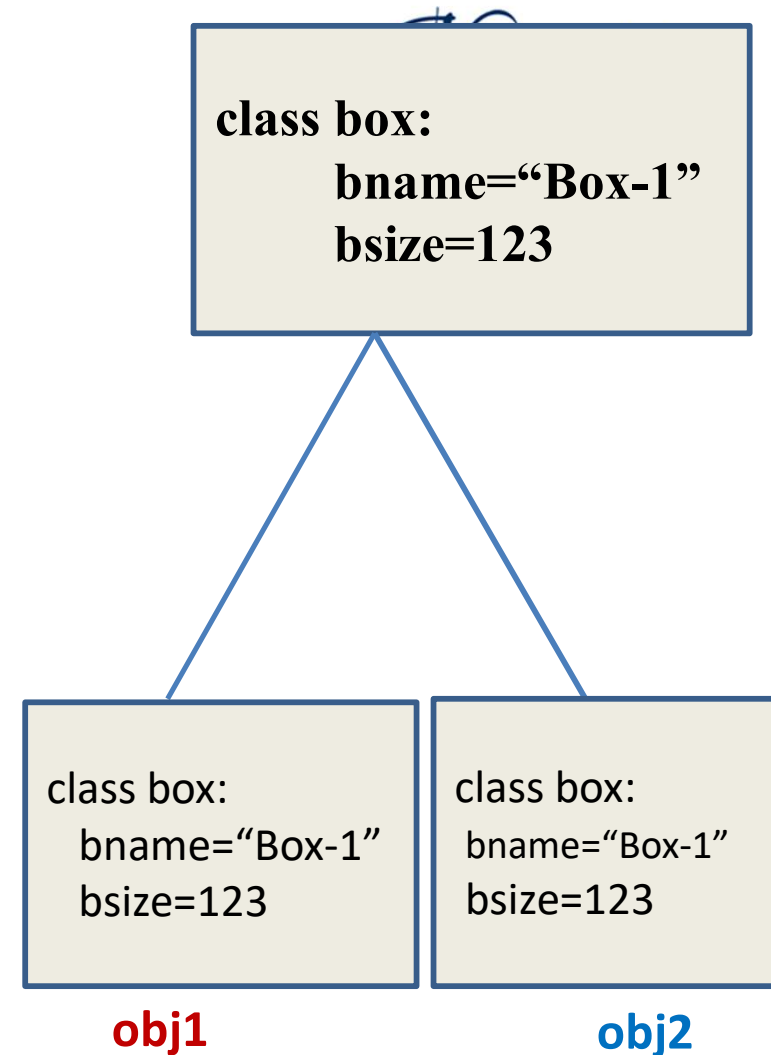 class box:
bname=“Box-1”
bsize=123
class box:
bname=“Box-1”
bsize=123
class box:
bname=“Box-1”
bsize=123
obj1
obj2